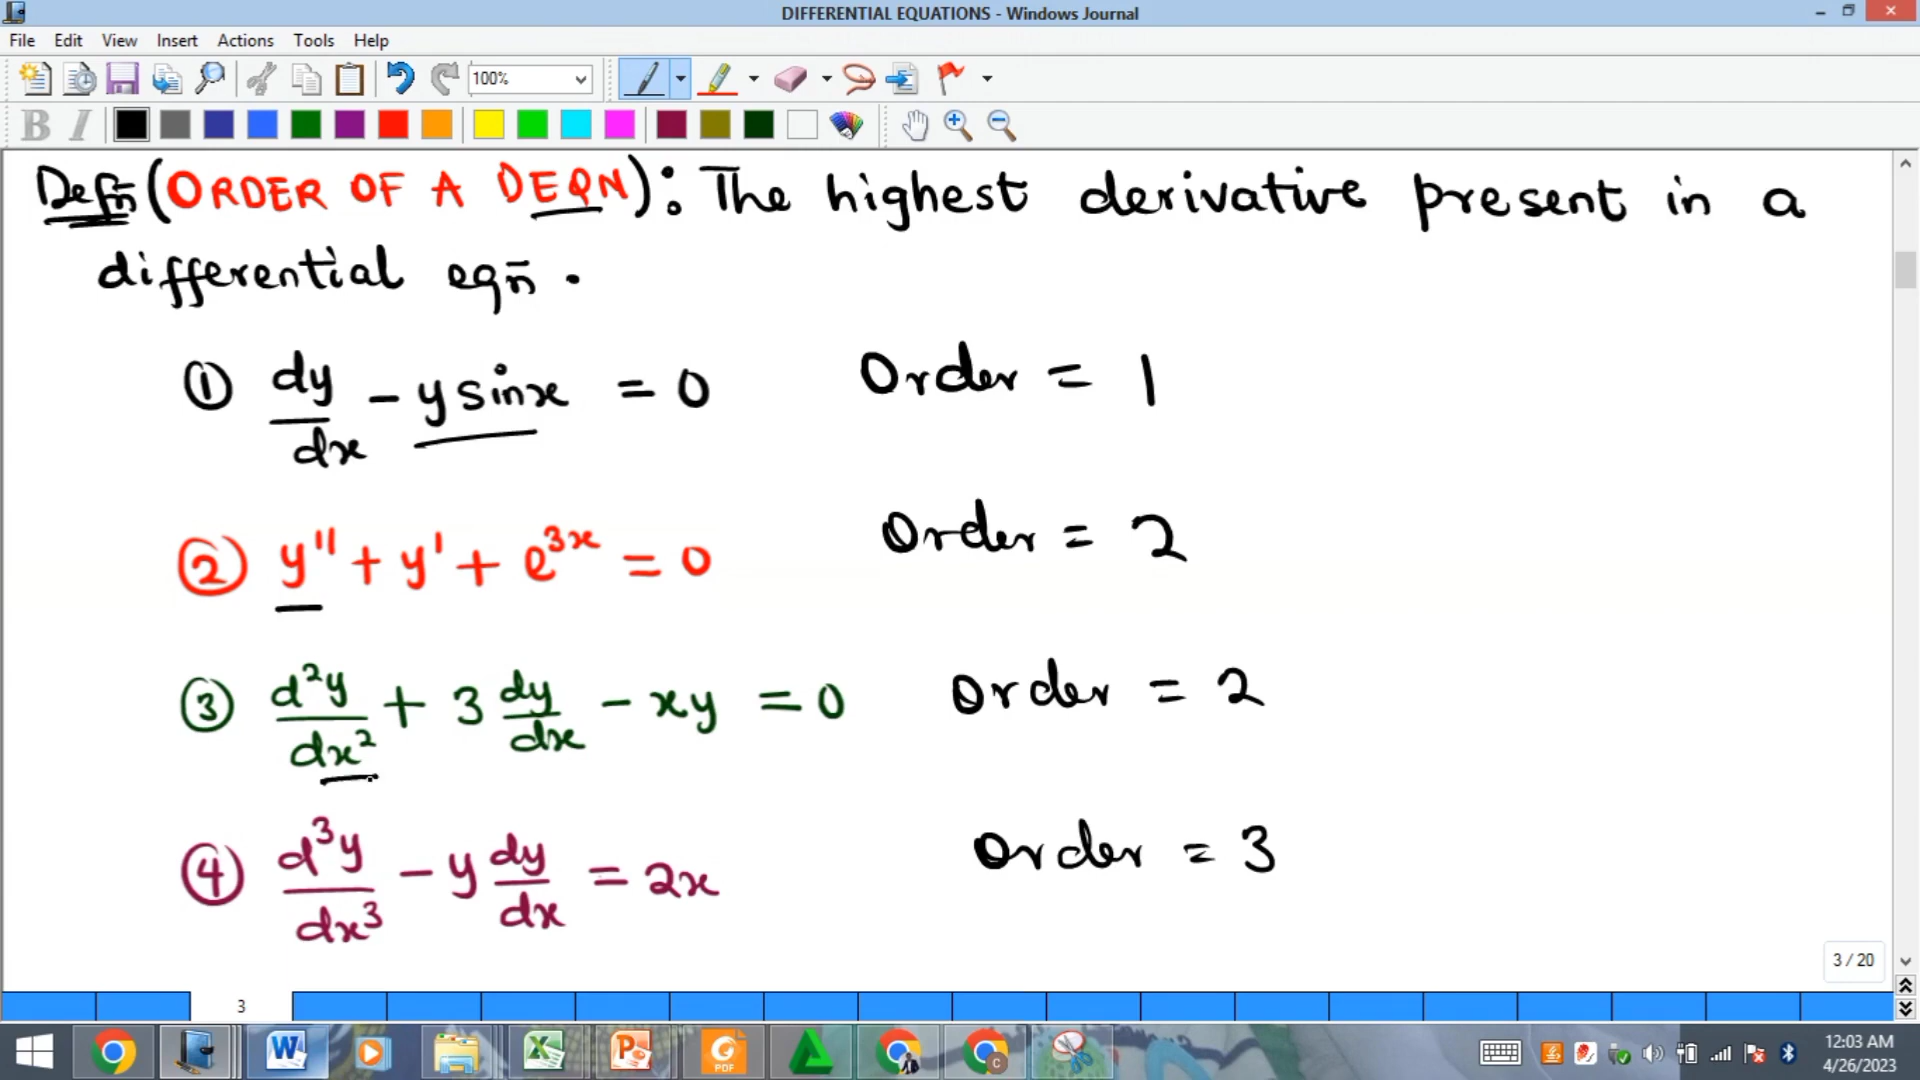 DIFFERENTIAL EQUATIONS - Windows Journal
File Edit View Insert Actions Tools Help
100%
B I
Defn̄ (ORDER OF A DEQN): The highest derivative present in a
differential eqn̄.
① dy/dx - y sinx = 0 Order = 1
② y'' + y' + e^3x = 0 Order = 2
③ d²y/dx² + 3 dy/dx - xy = 0 Order = 2
④ d³y/dx³ - y dy/dx = 2x Order = 3
3 / 20
3
PDF
12:03 AM
4/26/2023